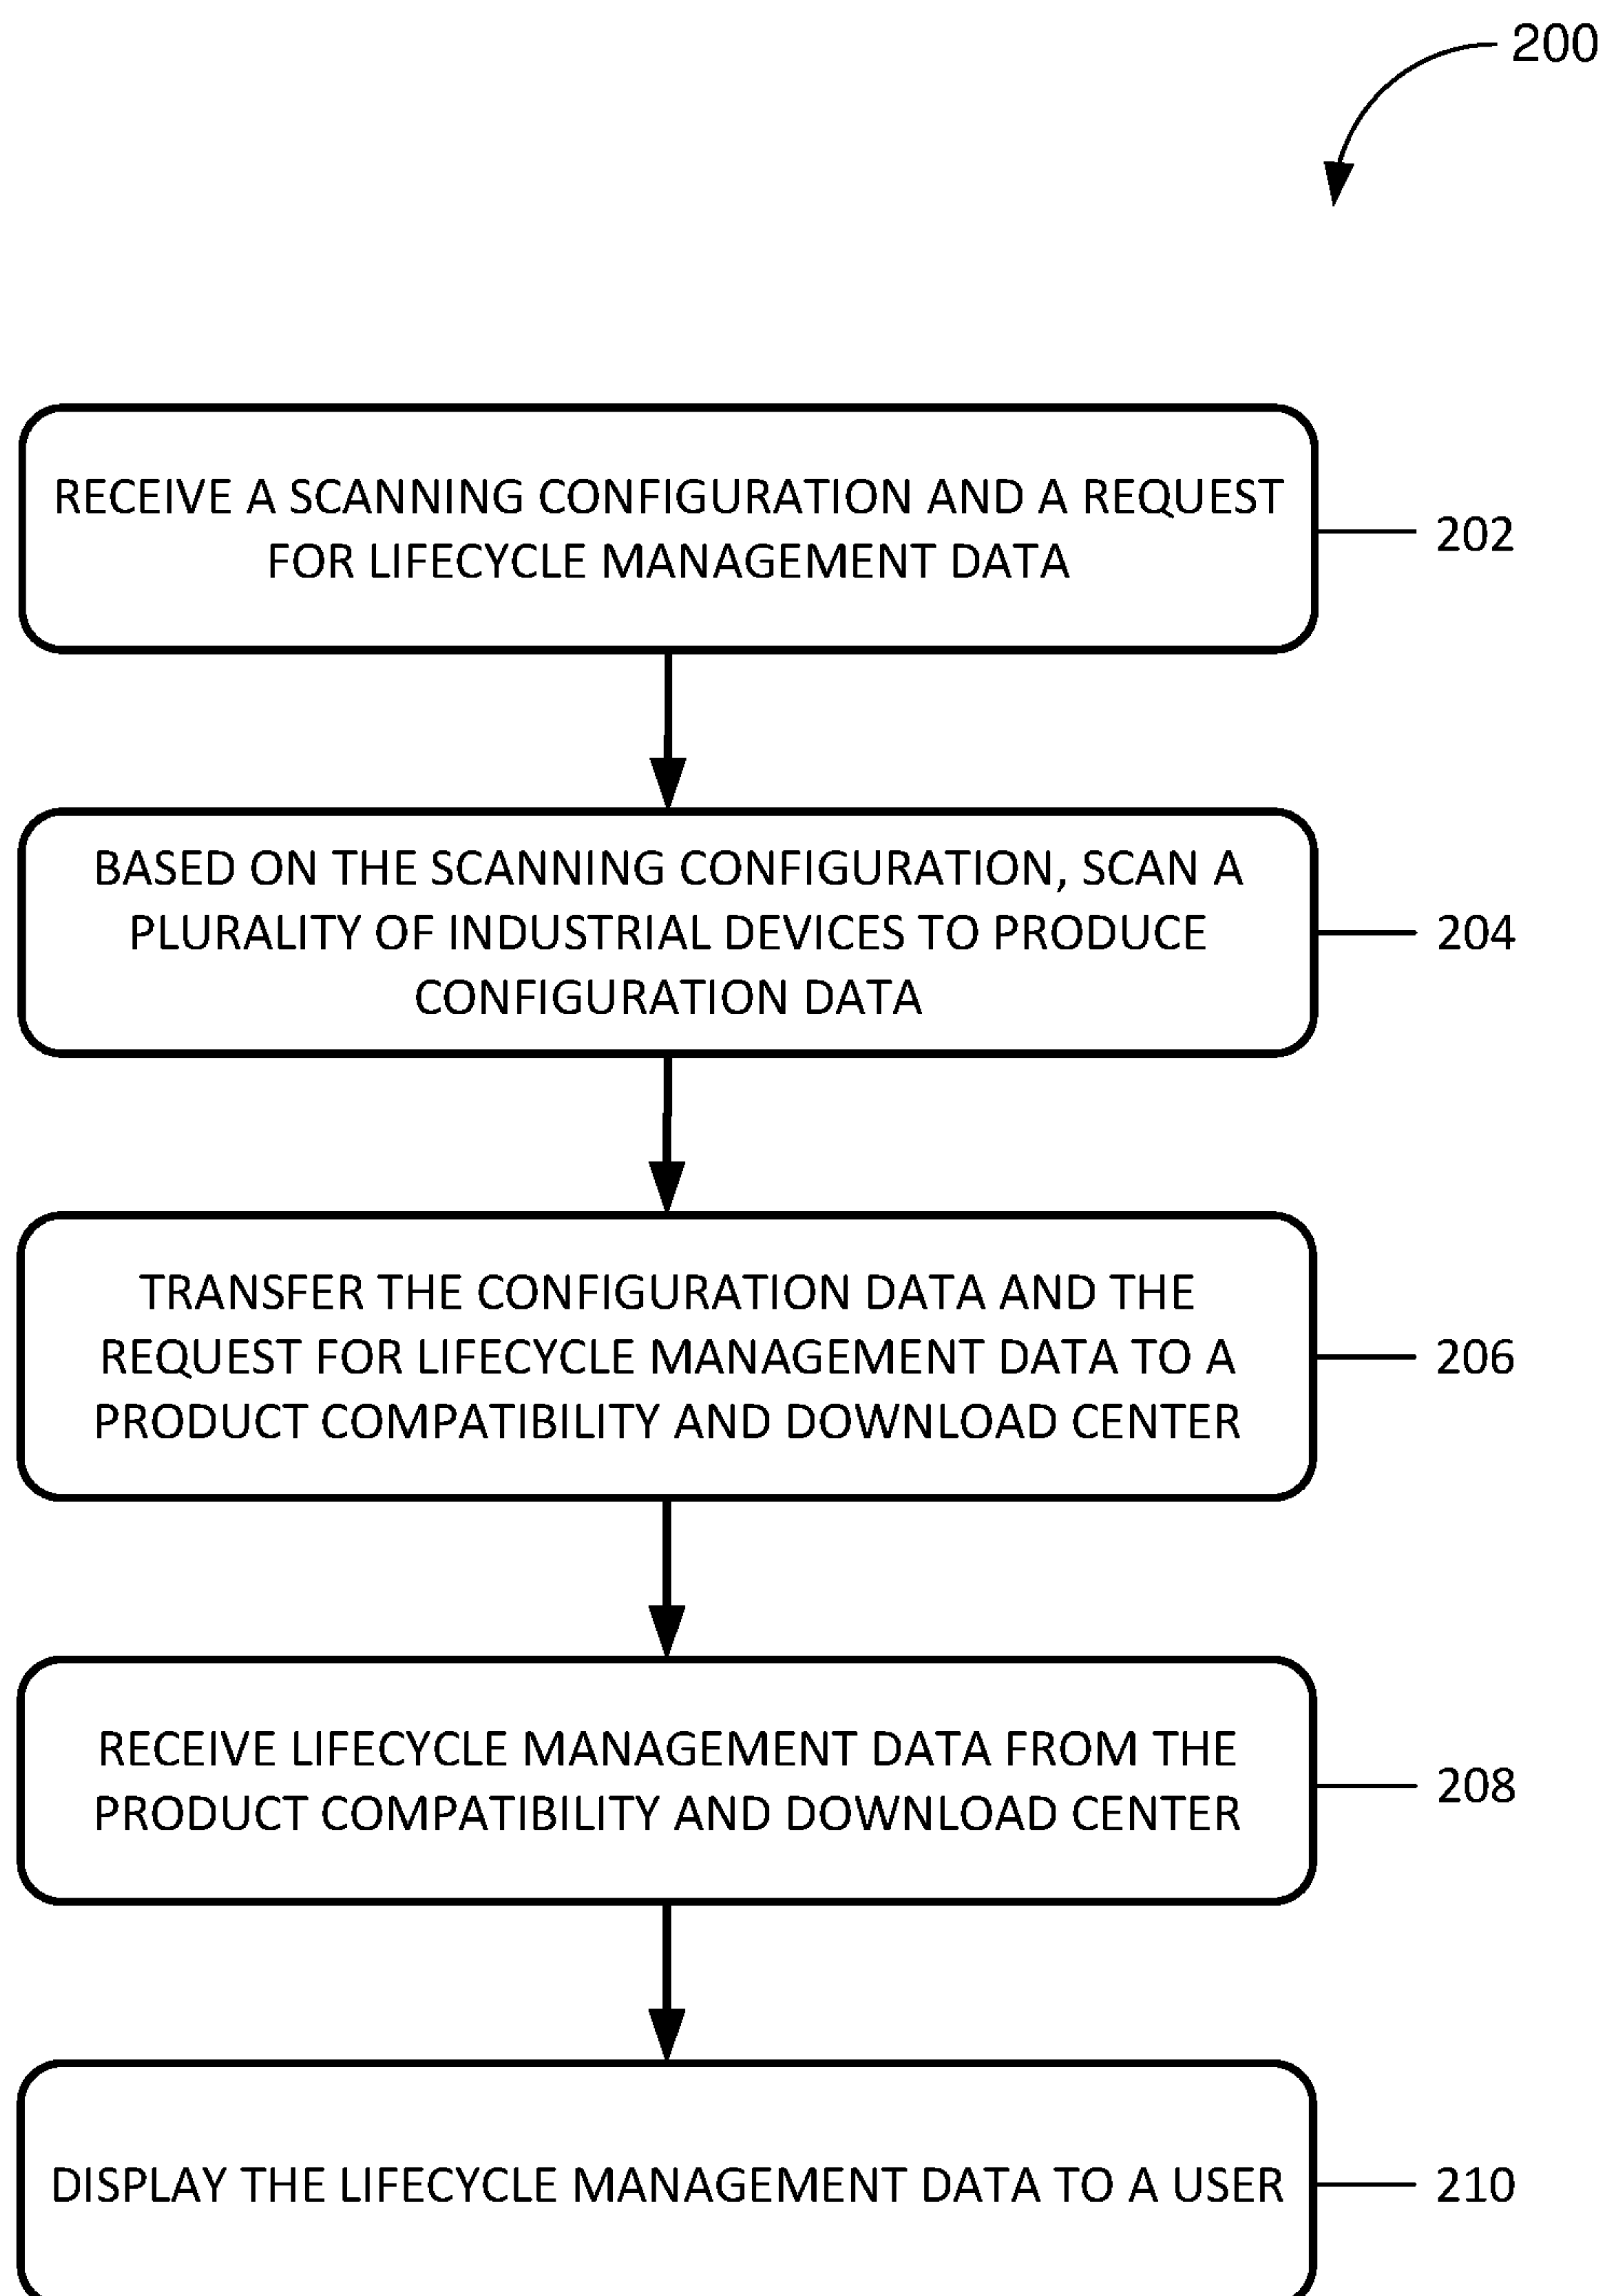 200
RECEIVE A SCANNING CONFIGURATION AND A REQUEST
FOR LIFECYCLE MANAGEMENT DATA
202
BASED ON THE SCANNING CONFIGURATION, SCAN A
PLURALITY OF INDUSTRIAL DEVICES TO PRODUCE
CONFIGURATION DATA
204
TRANSFER THE CONFIGURATION DATA AND THE
REQUEST FOR LIFECYCLE MANAGEMENT DATA TO A
PRODUCT COMPATIBILITY AND DOWNLOAD CENTER
206
RECEIVE LIFECYCLE MANAGEMENT DATA FROM THE
PRODUCT COMPATIBILITY AND DOWNLOAD CENTER
208
DISPLAY THE LIFECYCLE MANAGEMENT DATA TO A USER
210